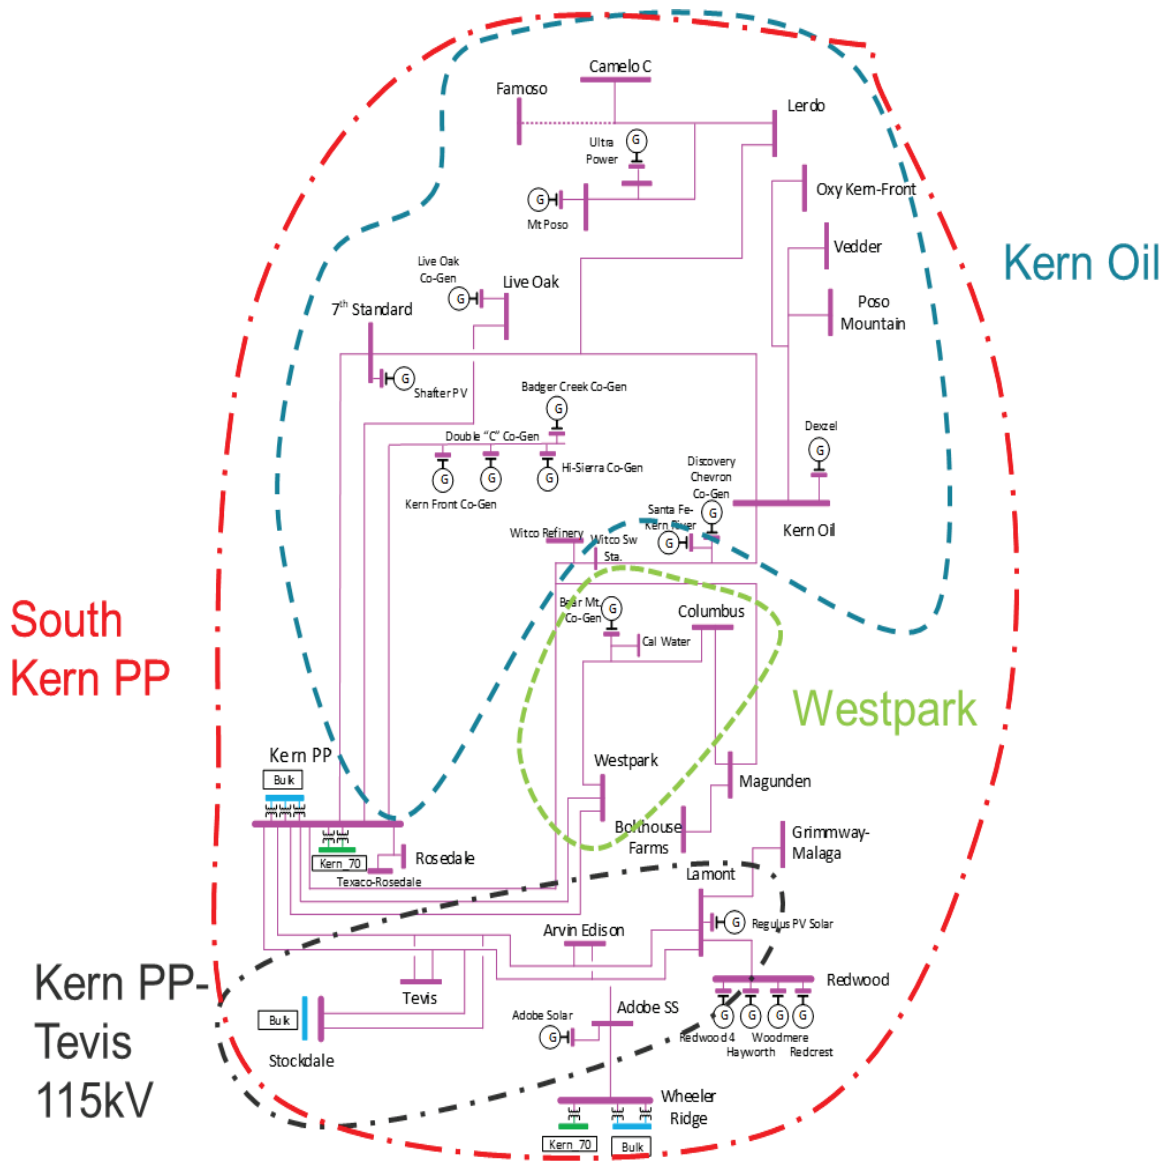 Camelo C
Famoso
Lerdo
Ultra
Power
G
Oxy Kern-Front
G
Mt Poso
Vedder
Kern Oil
Live Oak
Co-Gen
Live Oak
G
7th Standard
Poso
Mountain
G
Shafter PV
Badger Creek Co-Gen
G
Double "C" Co-Gen
Dexzel
G
Hi-Sierra Co-Gen
G
G
G
Kern Front Co-Gen
Discovery
Chevron
Co-Gen
G
Santa Fe-
Kern River
G
Kern Oil
Witco Refinery
Witco Sw
Sta.
South
Kern PP
Bear Mt.
Co-Gen
G
Columbus
Cal Water
Westpark
Kern PP
Bulk
Westpark
Magunden
Bolthouse
Farms
Grimmway-
Malaga
Kern_70
Rosedale
Texaco-Rosedale
Lamont
G
Regulus PV Solar
Arvin Edison
Kern PP-
Tevis
115kV
Tevis
Redwood
Bulk
Stockdale
Adobe Solar
G
Adobe SS
G
G
G
G
Redwood 4
Woodmere
Hayworth
Redcrest
Wheeler
Ridge
Kern_70
Bulk